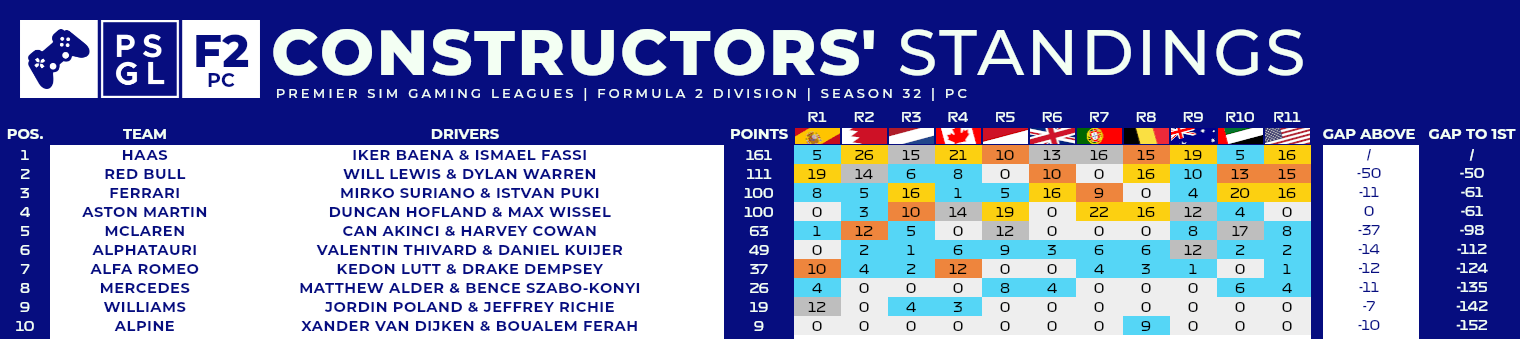 PS GL F2 PC CONSTRUCTORS' STANDINGS
PREMIER SIM GAMING LEAGUES | FORMULA 2 DIVISION | SEASON 32 | PC
R1 R2 R3 R4 R5 R6 R7 R8 R9 R10 R11
POS. TEAM DRIVERS POINTS GAP ABOVE GAP TO 1ST
1 HAAS IKER BAENA & ISMAEL FASSI 161 5 26 15 21 10 13 16 15 19 5 16 / /
2 RED BULL WILL LEWIS & DYLAN WARREN 111 19 14 6 8 0 10 0 16 10 13 15 -50 -50
3 FERRARI MIRKO SURIANO & ISTVAN PUKI 100 8 5 16 1 5 16 9 0 4 20 16 -11 -61
4 ASTON MARTIN DUNCAN HOFLAND & MAX WISSEL 100 0 3 10 14 19 0 22 16 12 4 0 0 -61
5 MCLAREN CAN AKINCI & HARVEY COWAN 63 1 12 5 0 12 0 0 0 8 17 8 -37 -98
6 ALPHATAURI VALENTIN THIVARD & DANIEL KUIJER 49 0 2 1 6 9 3 6 6 12 2 2 -14 -112
7 ALFA ROMEO KEDON LUTT & DRAKE DEMPSEY 37 10 4 2 12 0 0 4 3 1 0 1 -12 -124
8 MERCEDES MATTHEW ALDER & BENCE SZABO-KONYI 26 4 0 0 0 8 4 0 0 0 6 4 -11 -135
9 WILLIAMS JORDIN POLAND & JEFFREY RICHIE 19 12 0 4 3 0 0 0 0 0 0 0 -7 -142
10 ALPINE XANDER VAN DIJKEN & BOUALEM FERAH 9 0 0 0 0 0 0 0 9 0 0 0 -10 -152